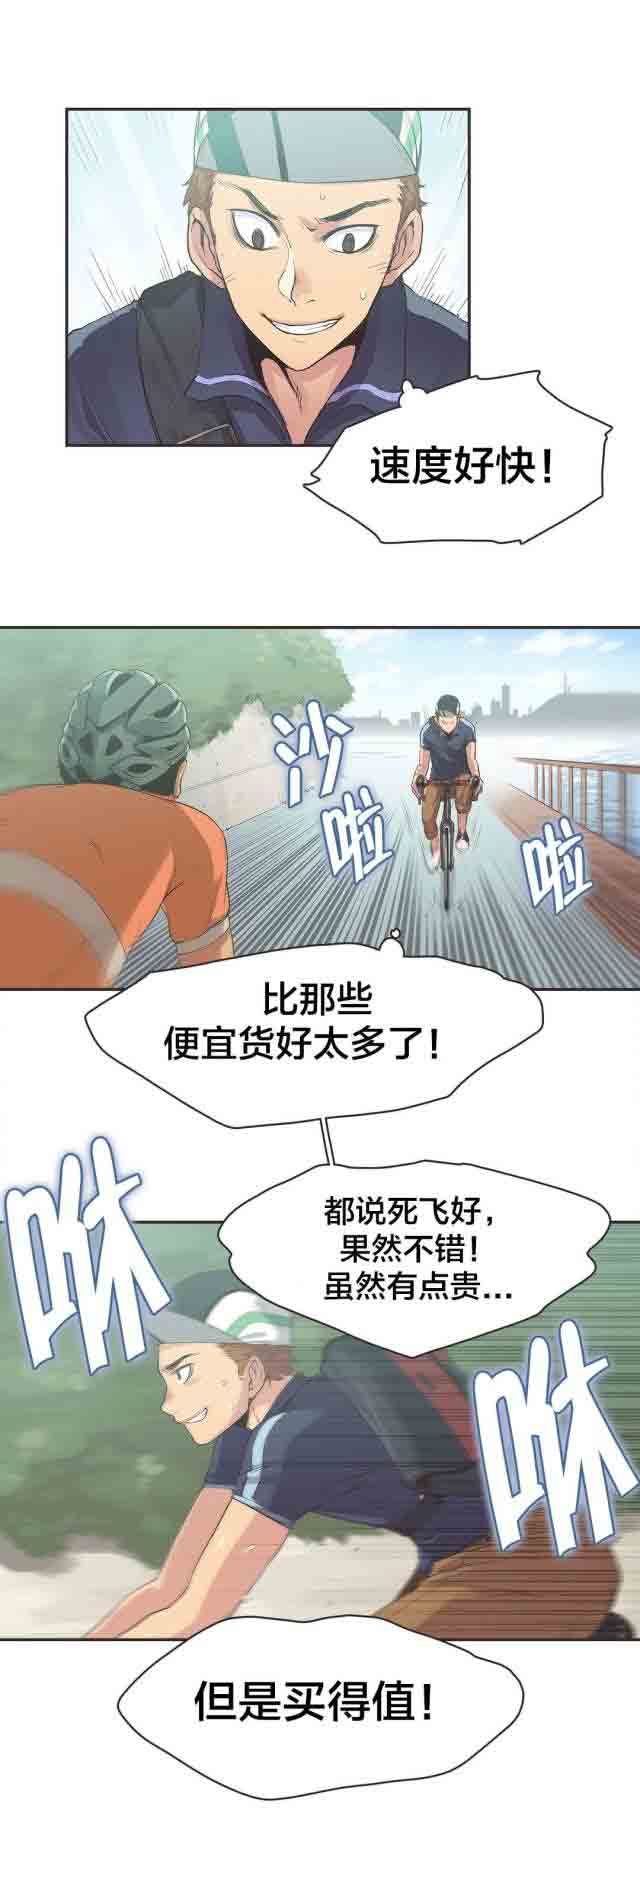 速度好快！
沙
啦
啦
比那些
便宜货好太多了！
咻
都说死飞好，
果然不错！
虽然有点贵…
咻
但是买得值！